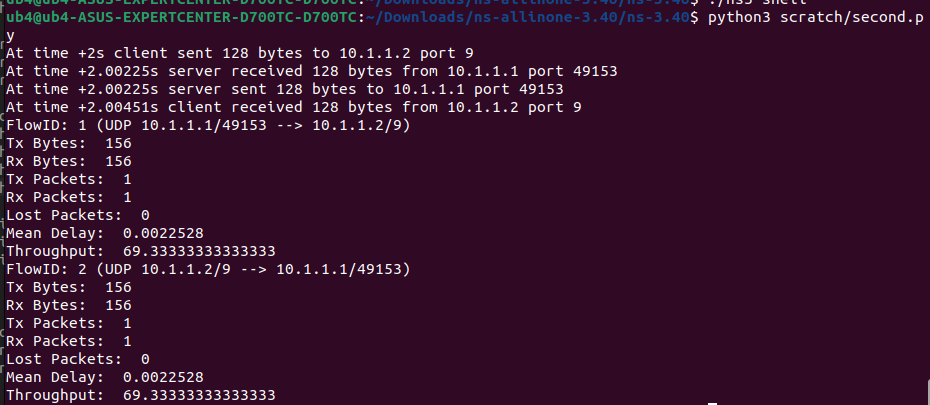 ub4@ub4-ASUS-EXPERTCENTER-D700TC-D700TC:~/Downloads/ns-allinone-3.40/ns-3.40$ ./ns3 shell
ub4@ub4-ASUS-EXPERTCENTER-D700TC-D700TC:~/Downloads/ns-allinone-3.40/ns-3.40$ python3 scratch/second.p
y
At time +2s client sent 128 bytes to 10.1.1.2 port 9
At time +2.00225s server received 128 bytes from 10.1.1.1 port 49153
At time +2.00225s server sent 128 bytes to 10.1.1.1 port 49153
At time +2.00451s client received 128 bytes from 10.1.1.2 port 9
FlowID: 1 (UDP 10.1.1.1/49153 --> 10.1.1.2/9)
Tx Bytes:  156
Rx Bytes:  156
Tx Packets:  1
Rx Packets:  1
Lost Packets:  0
Mean Delay:  0.0022528
Throughput:  69.33333333333333
FlowID: 2 (UDP 10.1.1.2/9 --> 10.1.1.1/49153)
Tx Bytes:  156
Rx Bytes:  156
Tx Packets:  1
Rx Packets:  1
Lost Packets:  0
Mean Delay:  0.0022528
Throughput:  69.33333333333333